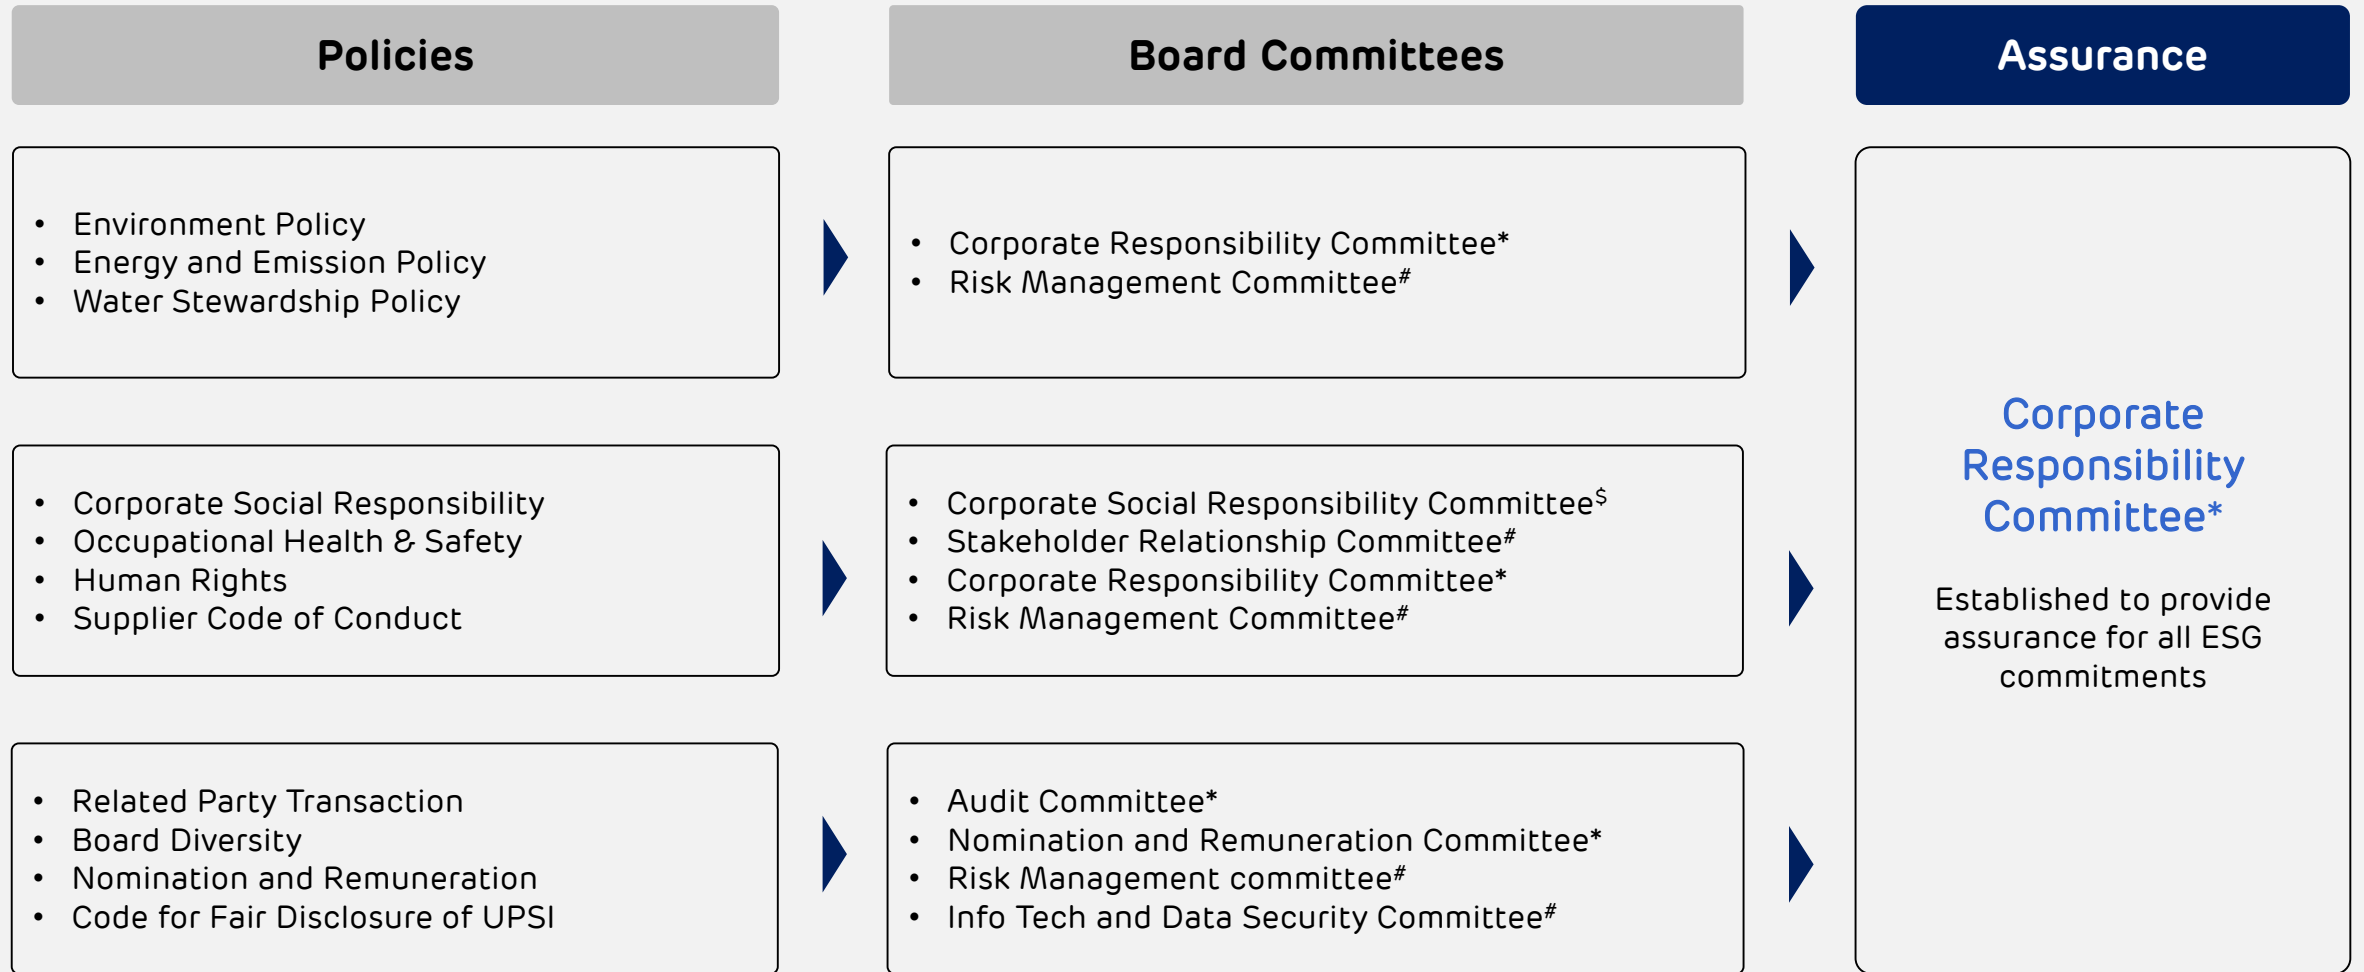 Policies
Board Committees
Assurance
• Environment Policy
• Energy and Emission Policy
• Water Stewardship Policy
• Corporate Responsibility Committee*
• Risk Management Committee#
• Corporate Social Responsibility
• Occupational Health & Safety
• Human Rights
• Supplier Code of Conduct
• Corporate Social Responsibility Committee$
• Stakeholder Relationship Committee#
• Corporate Responsibility Committee*
• Risk Management Committee#
• Related Party Transaction
• Board Diversity
• Nomination and Remuneration
• Code for Fair Disclosure of UPSI
• Audit Committee*
• Nomination and Remuneration Committee*
• Risk Management committee#
• Info Tech and Data Security Committee#
Corporate
Responsibility
Committee*
Established to provide
assurance for all ESG
commitments